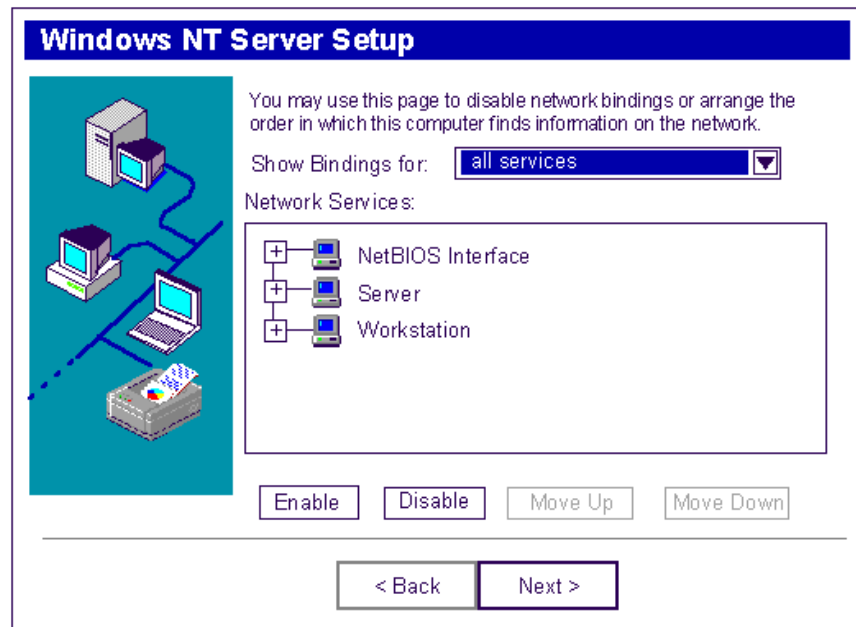 Windows NT Server Setup
You may use this page to disable network bindings or arrange the
order in which this computer finds information on the network.
Show Bindings for: all services
Network Services:
NetBIOS Interface
Server
Workstation
Enable Disable Move Up Move Down
< Back Next >